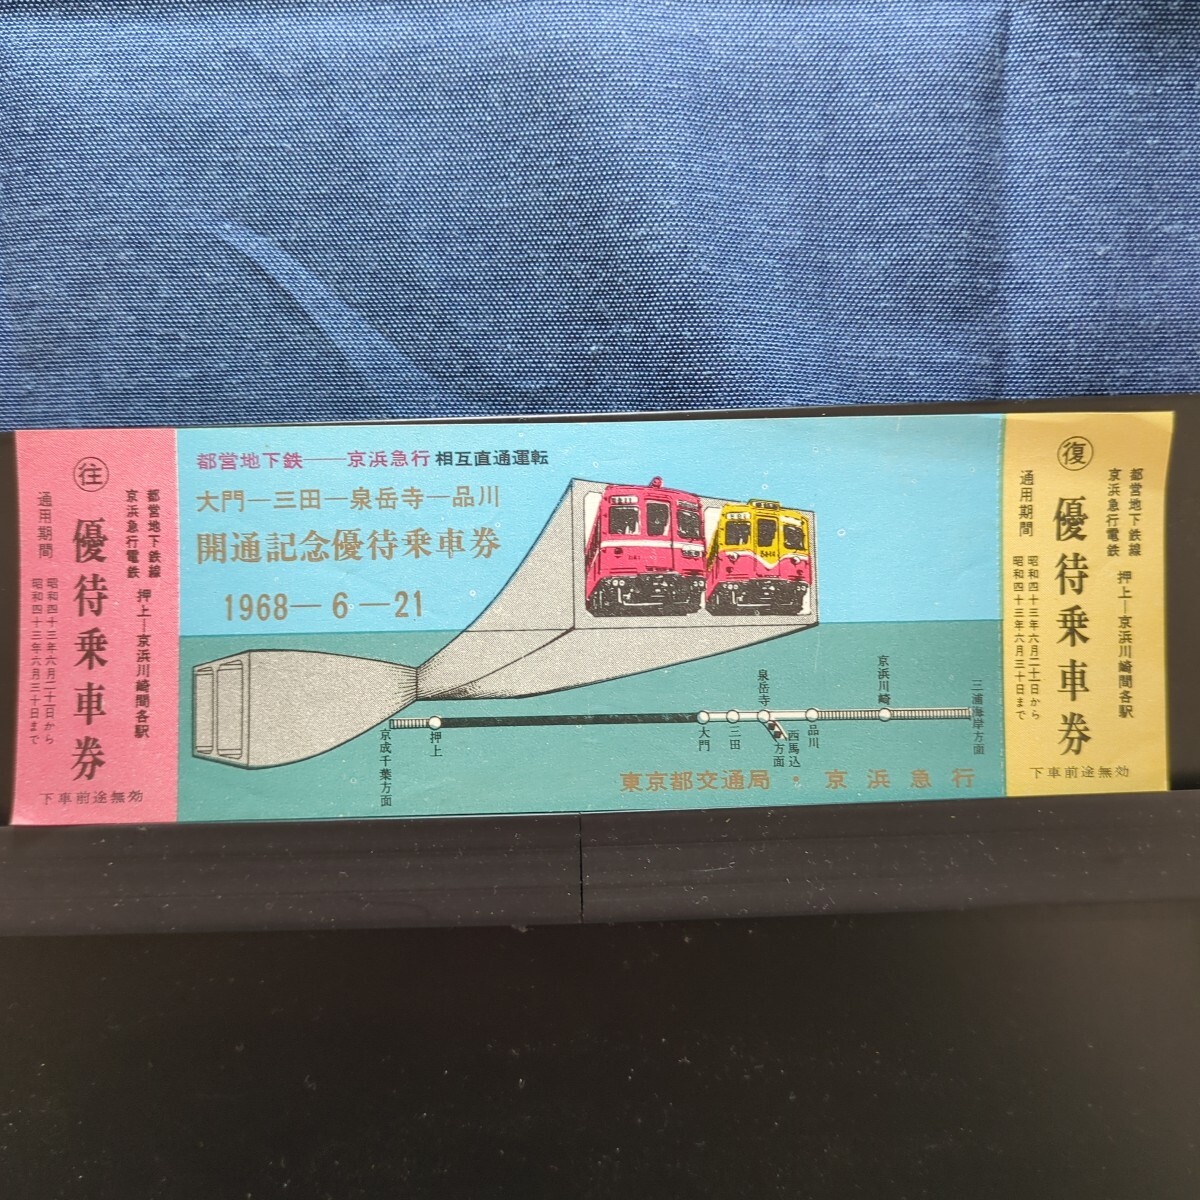 往
都営地下鉄線
京浜急行電鉄
押上―京浜川崎間各駅
優待乗車券
通用期間
昭和四十三年六月二十一日から
昭和四十三年六月三十日まで
下車前途無効
都営地下鉄――京浜急行 相互直通運転
大門―三田―泉岳寺―品川
開通記念優待乗車券
1968―6―21
京成千葉方面
押上
大門
三田
泉岳寺
西馬込方面
品川
京浜川崎
三浦海岸方面
東京都交通局・京浜急行
復
都営地下鉄線
京浜急行電鉄
押上―京浜川崎間各駅
優待乗車券
通用期間
昭和四十三年六月二十一日から
昭和四十三年六月三十日まで
下車前途無効